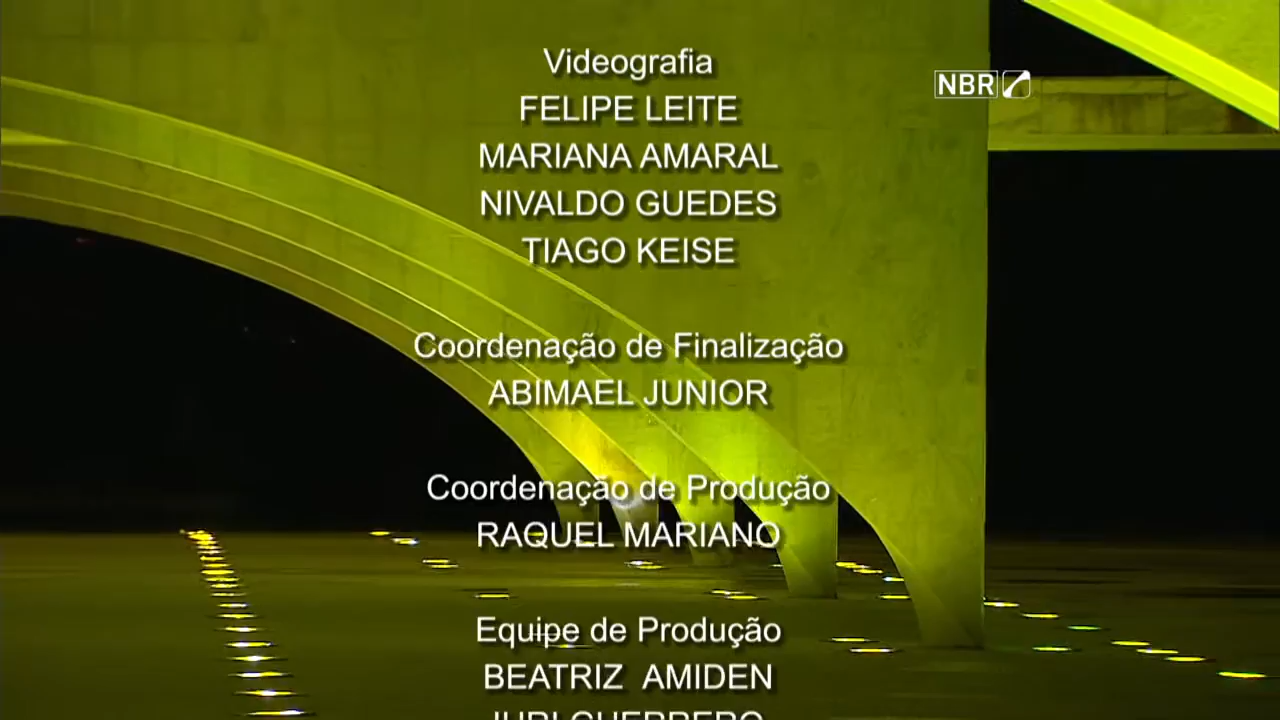 Videografia
NBR
FELIPE LEITE
MARIANA AMARAL
NIVALDO GUEDES
TIAGO KEISE
Coordenação de Finalização
ABIMAEL JUNIOR
Coordenação de Produção
RAQUEL MARIANO
Equipe de Produção
BEATRIZ AMIDEN